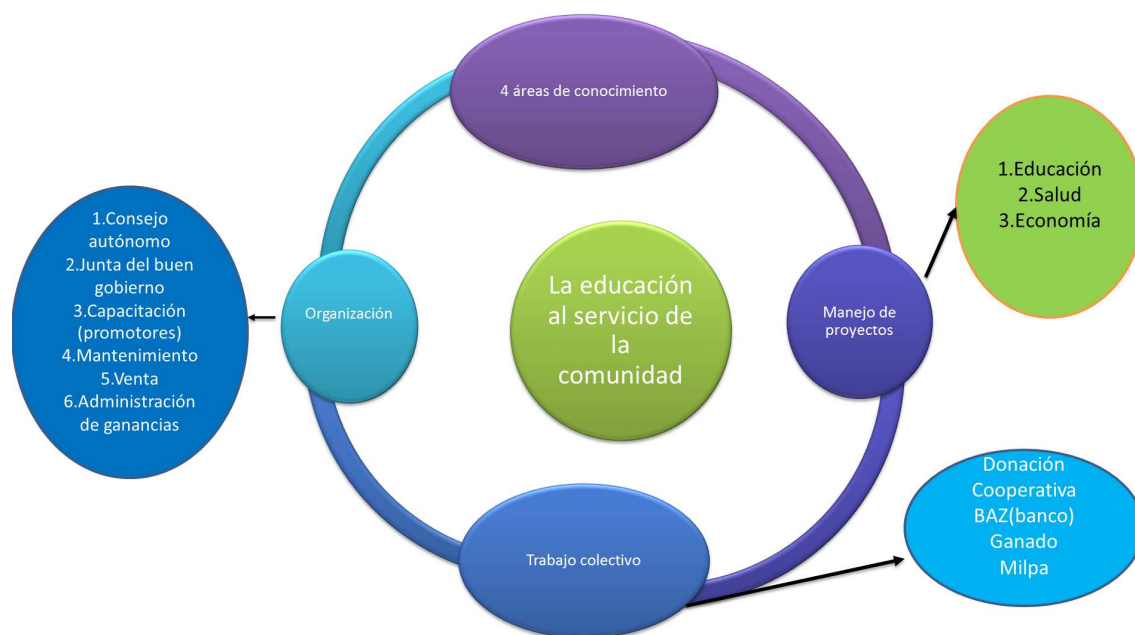 4 áreas de conocimiento
1.Educación
2.Salud
3.Economía
1.Consejo
autónomo
2.Junta del buen
gobierno
3.Capacitación
(promotores)
4.Mantenimiento
5.Venta
6.Administración
de ganancias
Organización
La educación
al servicio de
la
comunidad
Manejo de
proyectos
Trabajo colectivo
Donación
Cooperativa
BAZ(banco)
Ganado
Milpa